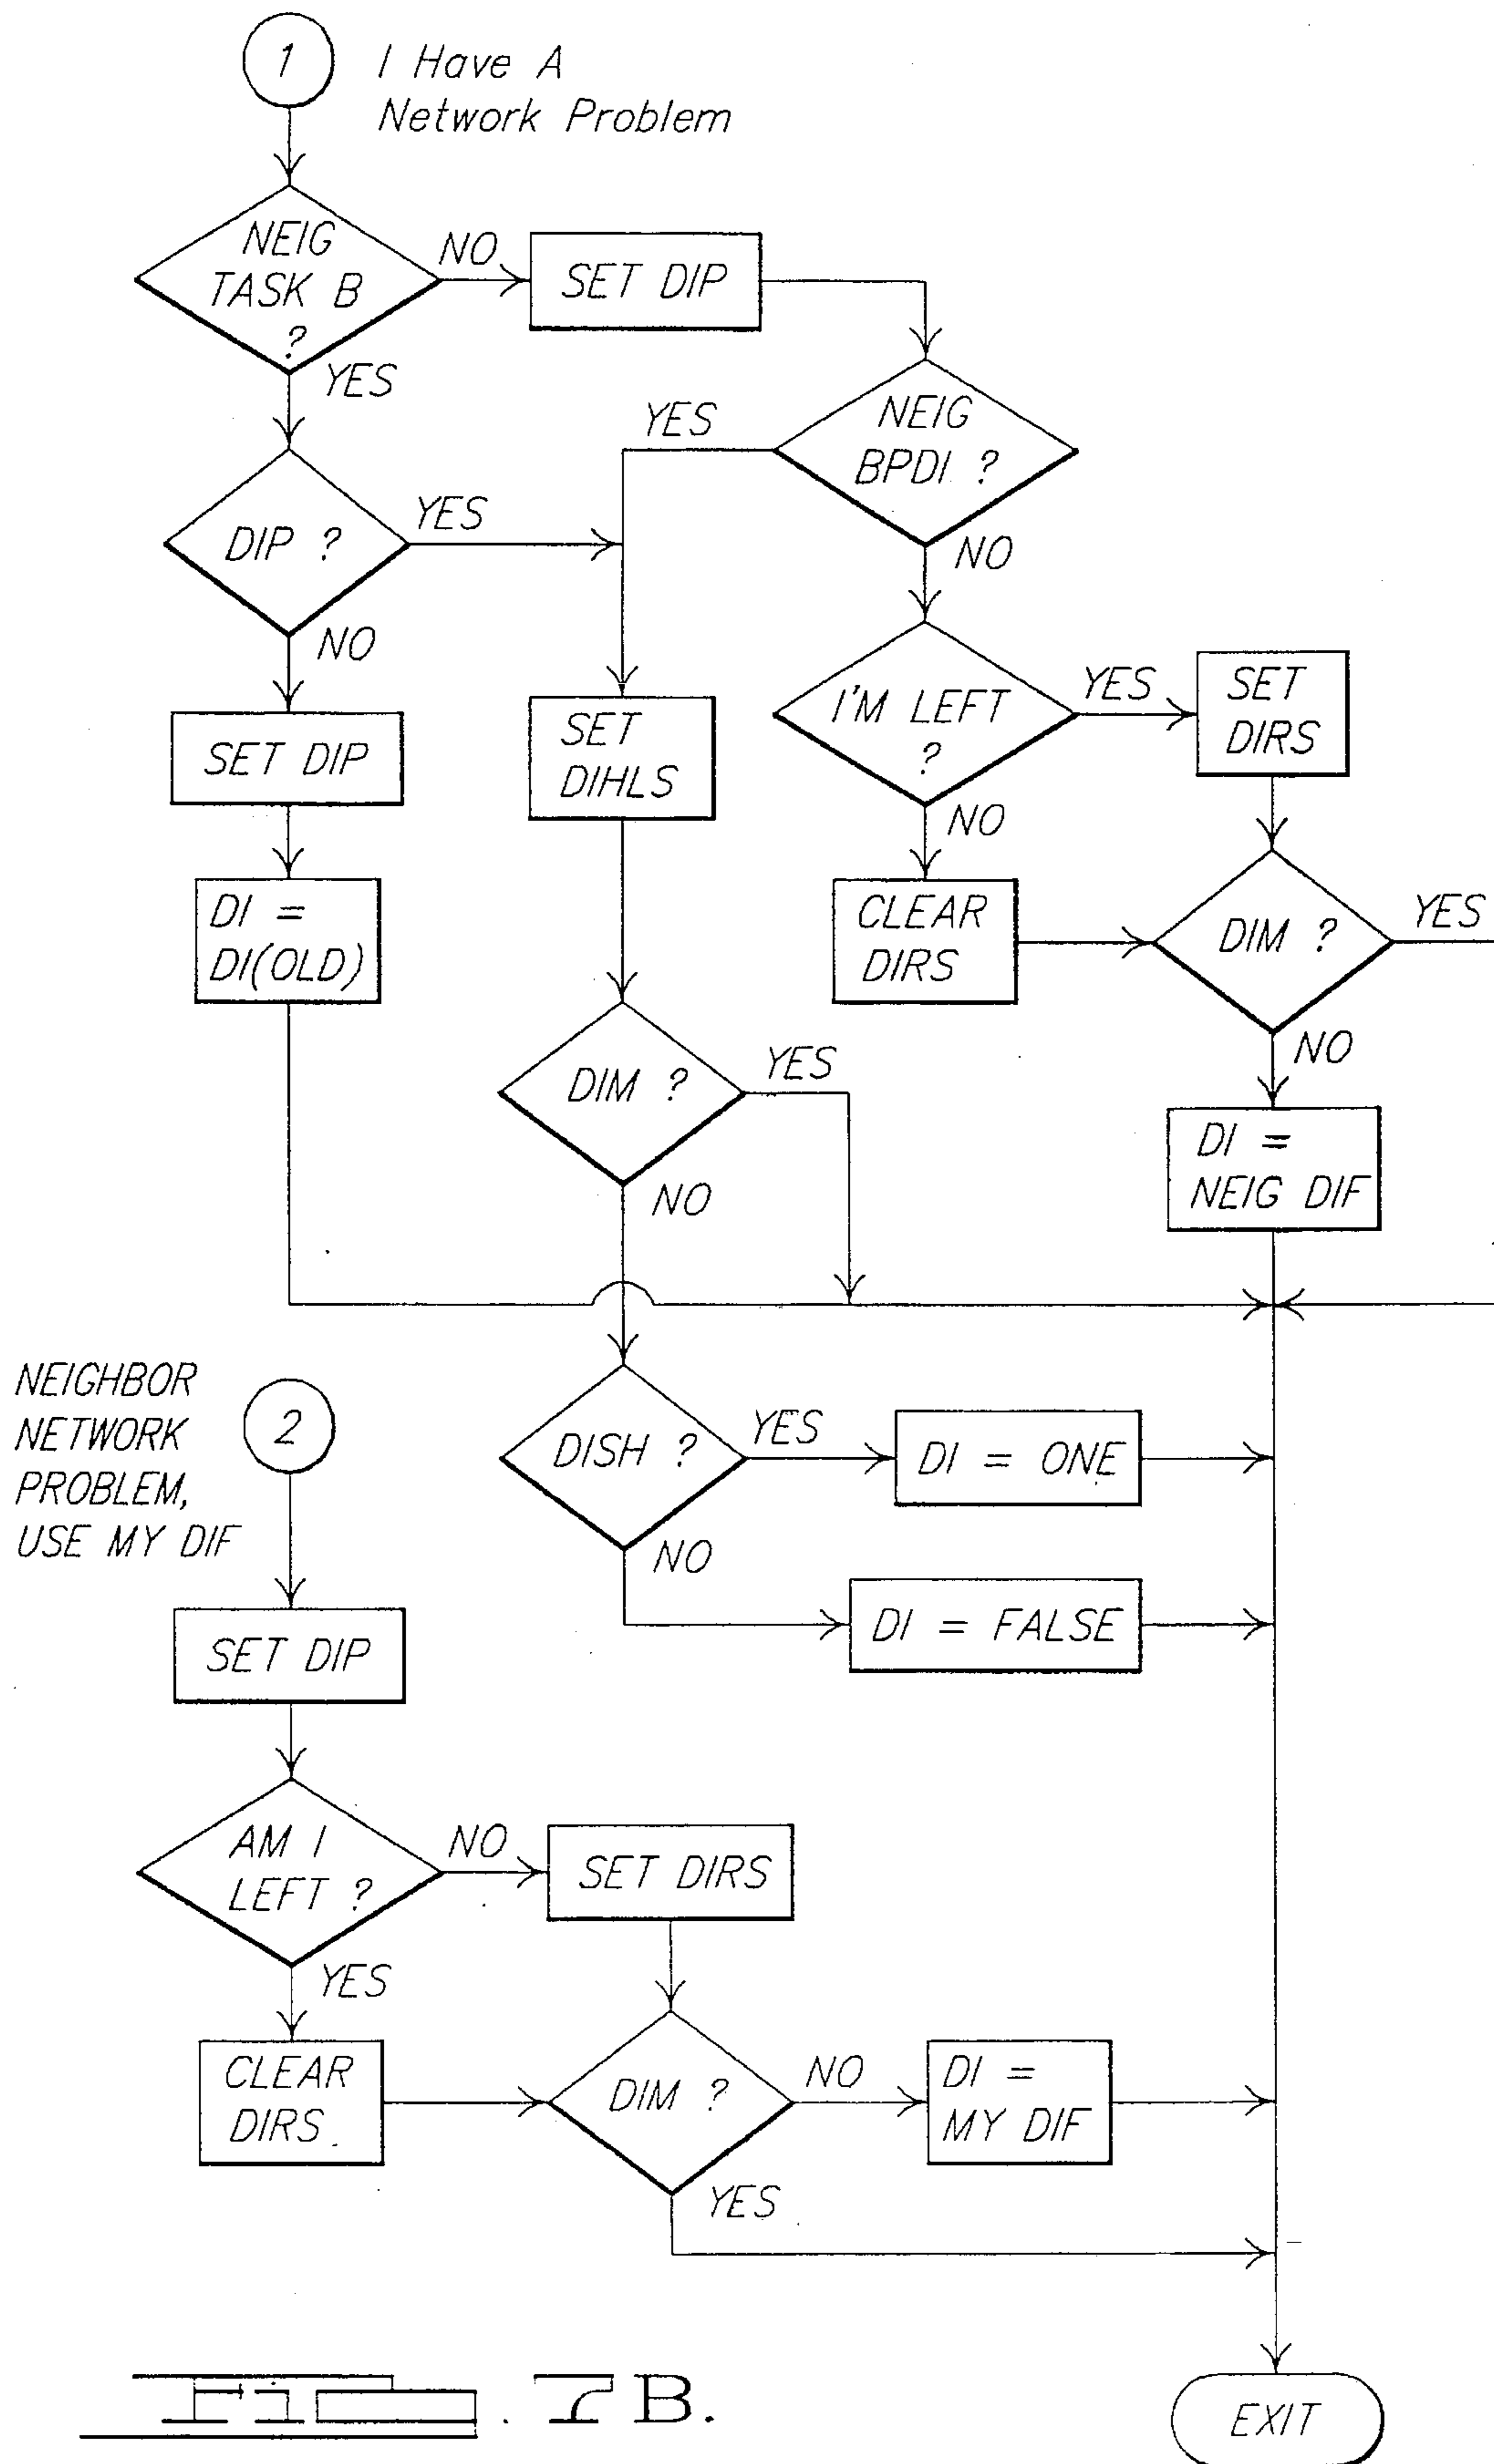 1
I Have A
Network Problem
NEIG
TASK B
?
NO
SET DIP
YES
NEIG
BPDI ?
YES
NO
DIP ?
YES
NO
I'M LEFT
?
YES
SET
DIRS
NO
SET DIP
SET
DIHLS
CLEAR
DIRS
DIM ?
YES
NO
DI =
DI(OLD)
DIM ?
YES
NO
DI =
NEIG DIF
NEIGHBOR
NETWORK
PROBLEM,
USE MY DIF
2
DISH ?
YES
DI = ONE
NO
DI = FALSE
SET DIP
AM I
LEFT ?
NO
SET DIRS
YES
CLEAR
DIRS
DIM ?
NO
DI =
MY DIF
YES
EXIT
FIG. 7B.